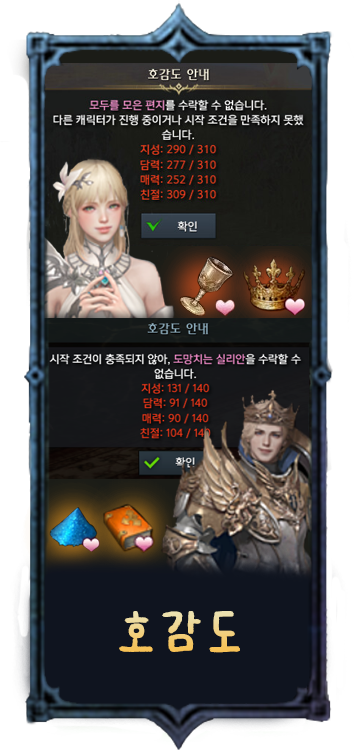 호감도 안내
모두를 모은 편지를 수락할 수 없습니다.
다른 캐릭터가 진행 중이거나 시작 조건을 만족하지 못했
습니다.
지성: 290 / 310
담력: 277 / 310
매력: 252 / 310
친절: 309 / 310
확인
호감도 안내
시작 조건이 충족되지 않아, 도망치는 실리안을 수락할 수
없습니다.
지성: 131 / 140
담력: 91 / 140
매력: 90 / 140
친절: 104 / 140
확인
호감도